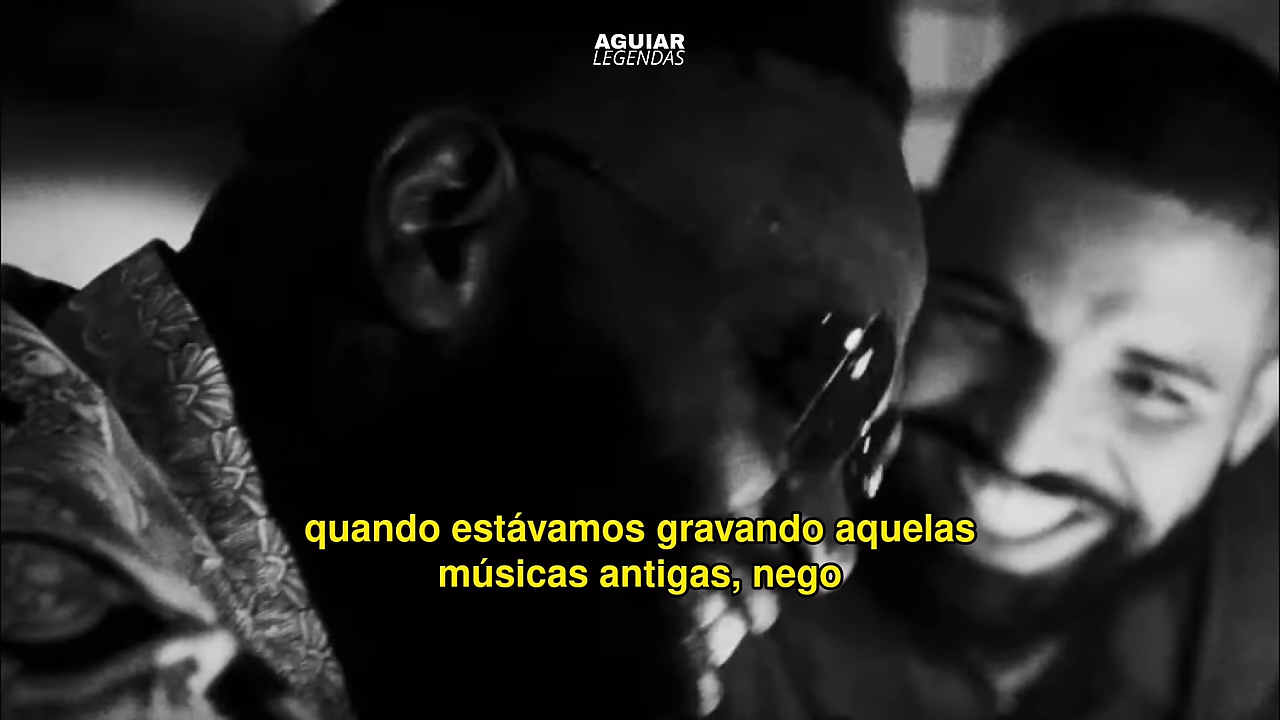 AGUIAR
LEGENDAS
quando estávamos gravando aquelas
músicas antigas, nego